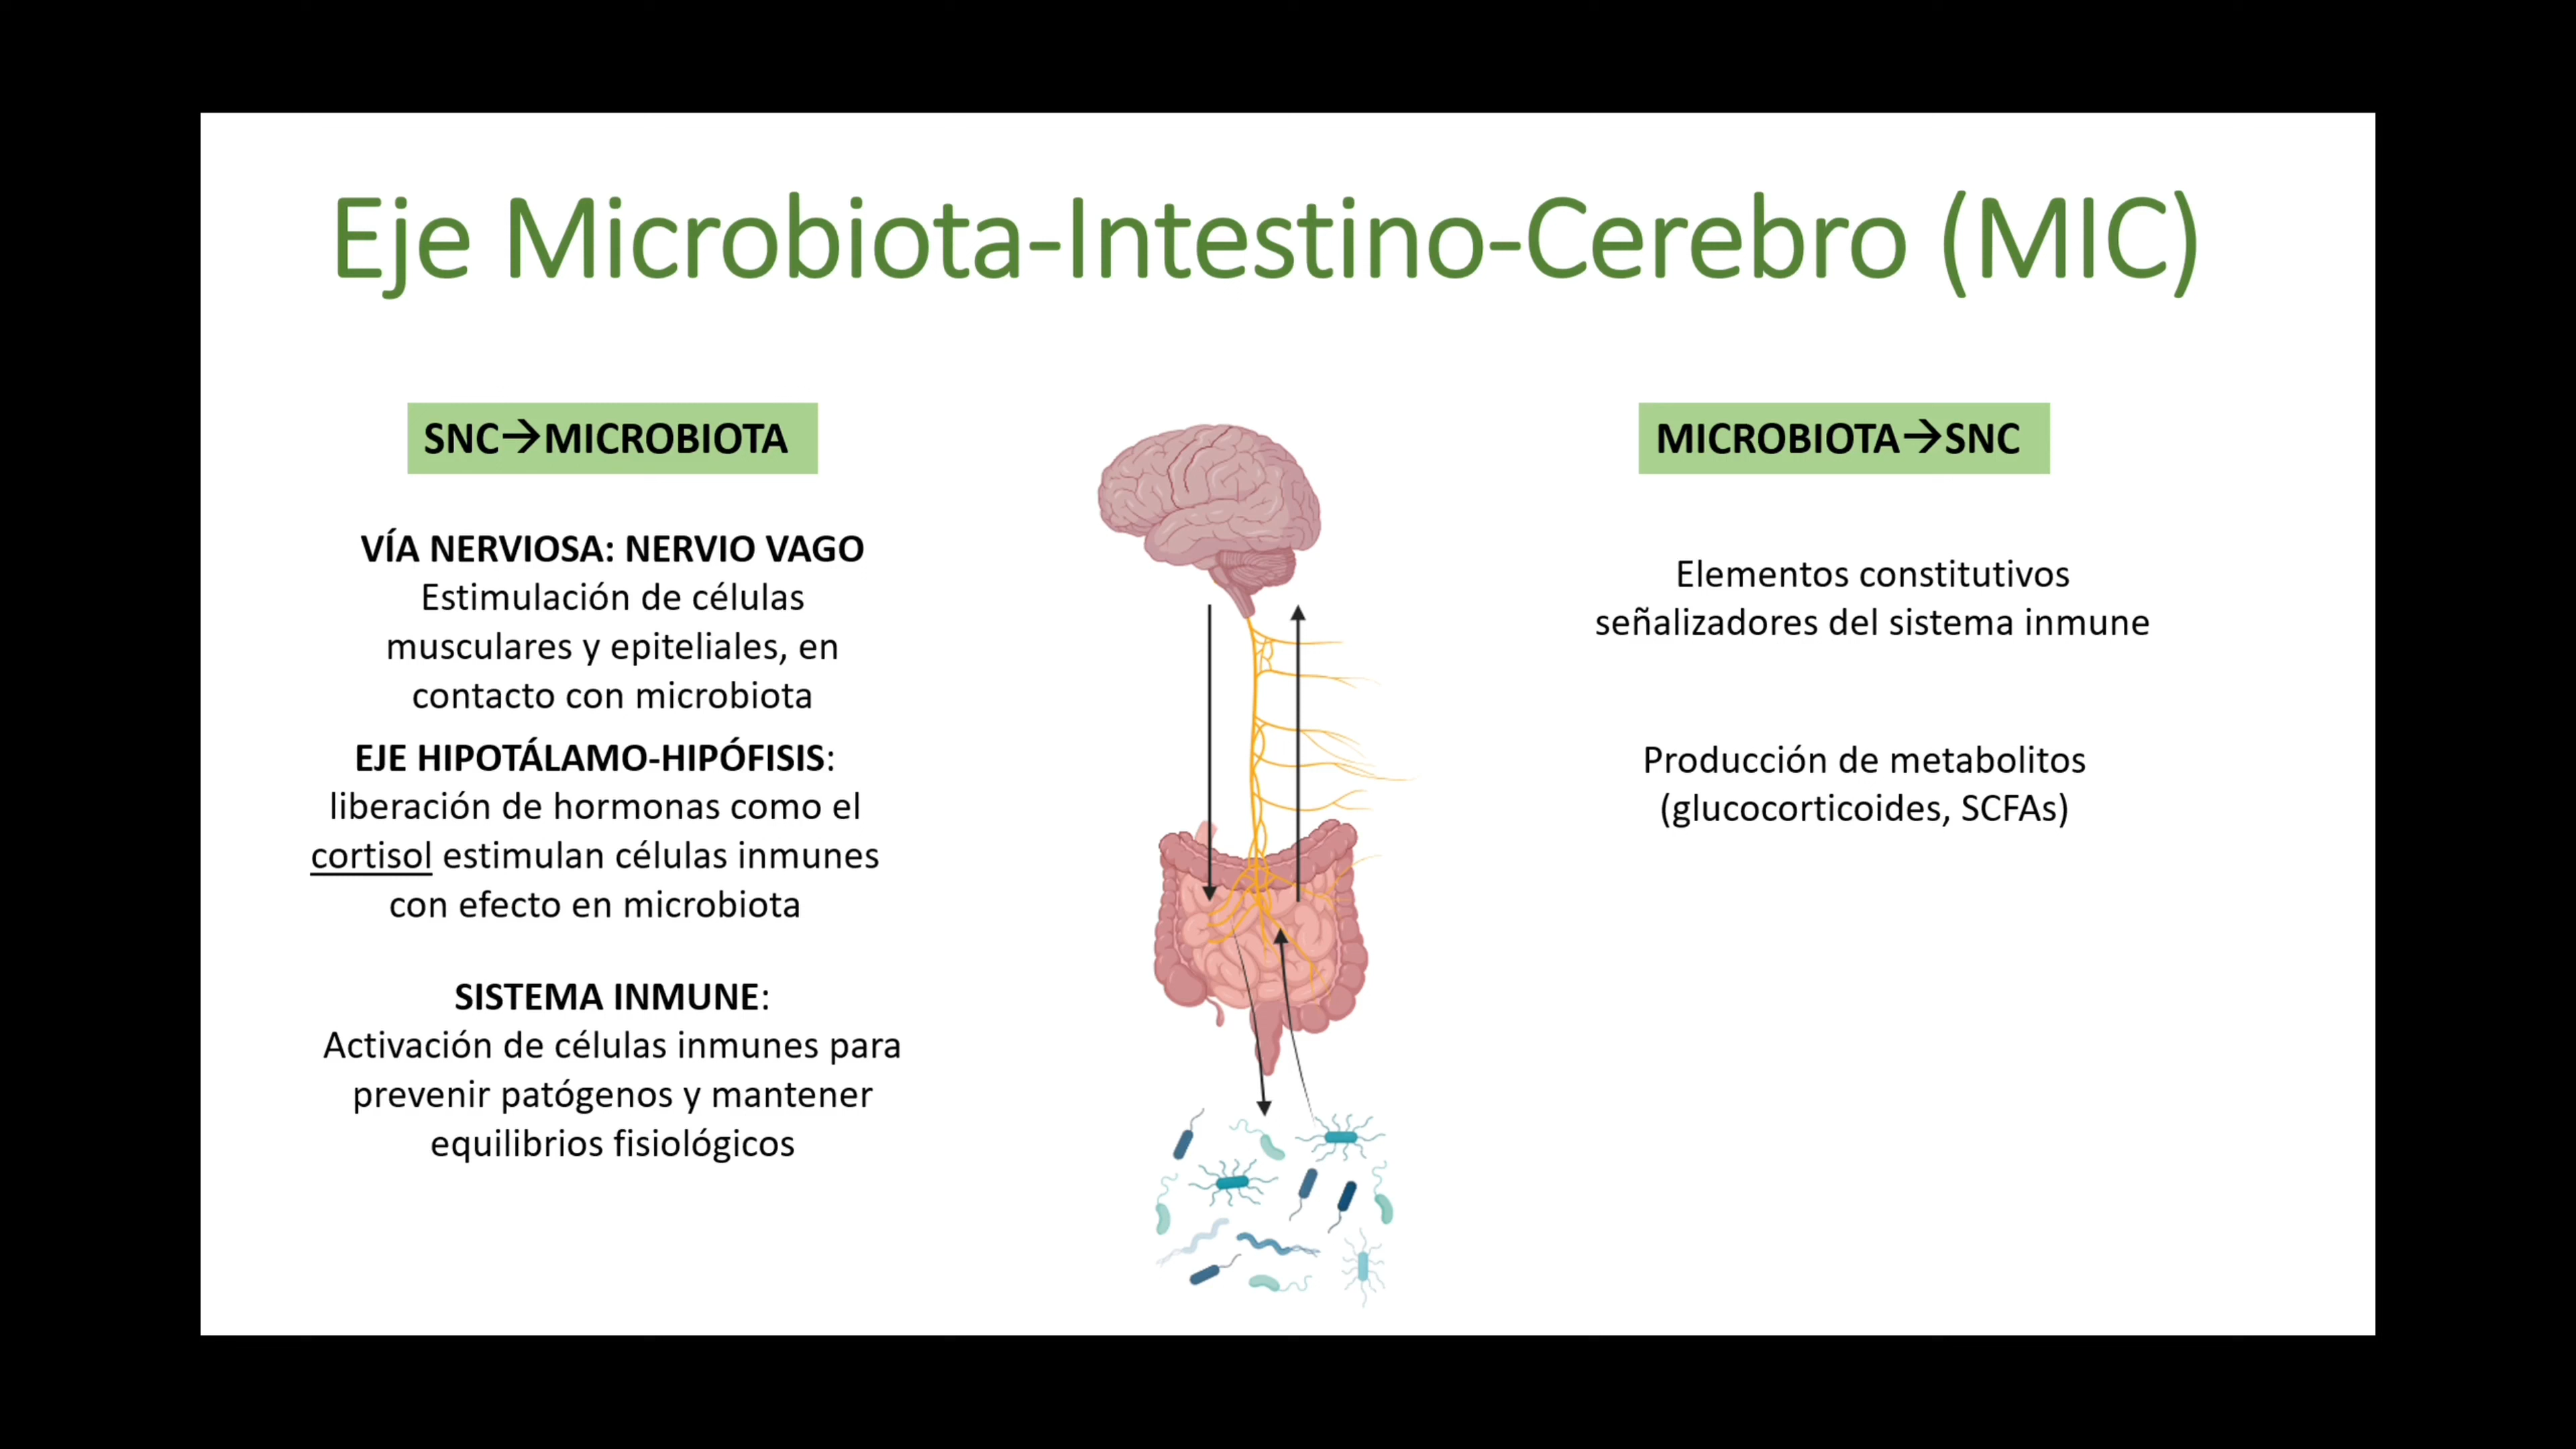 Eje Microbiota-Intestino-Cerebro (MIC)
SNC→MICROBIOTA
VÍA NERVIOSA: NERVIO VAGO
Estimulación de células
musculares y epiteliales, en
contacto con microbiota
EJE HIPOTÁLAMO-HIPÓFISIS:
liberación de hormonas como el
cortisol estimulan células inmunes
con efecto en microbiota
SISTEMA INMUNE:
Activación de células inmunes para
prevenir patógenos y mantener
equilibrios fisiológicos
MICROBIOTA→SNC
Elementos constitutivos
señalizadores del sistema inmune
Producción de metabolitos
(glucocorticoides, SCFAs)